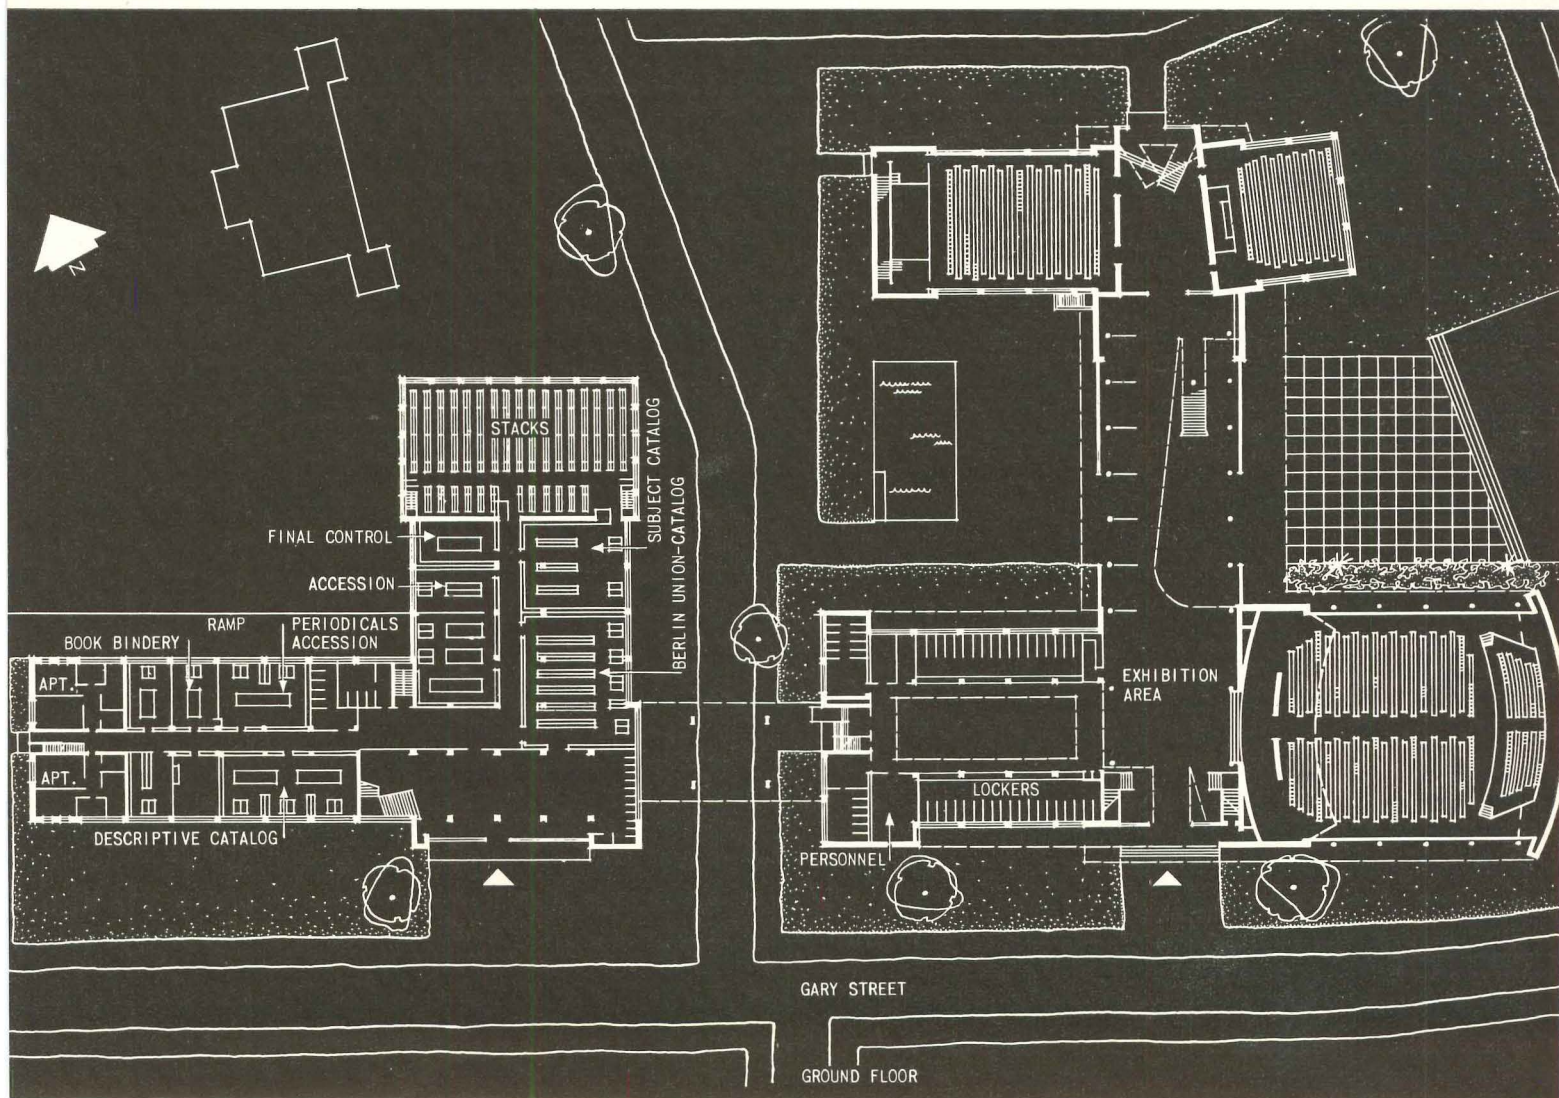 N
STACKS
SUBJECT CATALOG
BERLIN UNION-CATALOG
FINAL CONTROL
ACCESSION
RAMP
PERIODICALS
ACCESSION
BOOK BINDERY
APT.
APT.
DESCRIPTIVE CATALOG
EXHIBITION
AREA
LOCKERS
PERSONNEL
GARY STREET
GROUND FLOOR